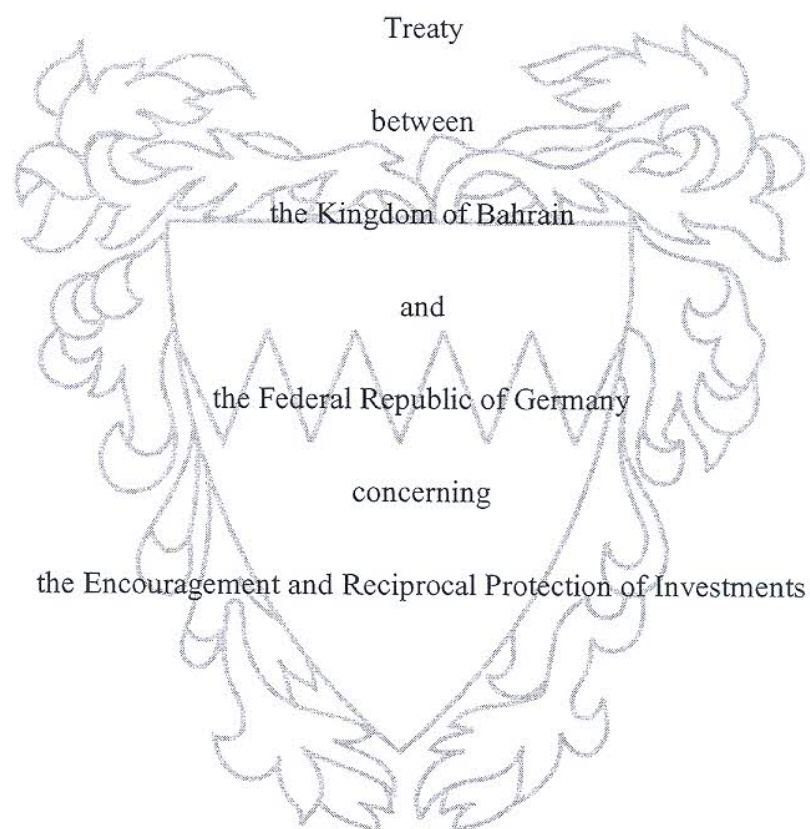 Treaty
between
the Kingdom of Bahrain
and
the Federal Republic of Germany
concerning
the Encouragement and Reciprocal Protection of Investments